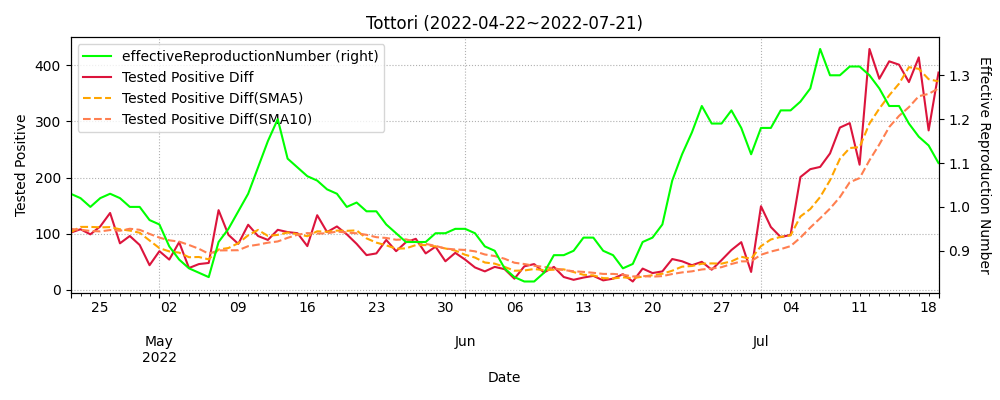 Tottori (2022-04-22~2022-07-21)
effectiveReproductionNumber (right)
Tested Positive Diff
Tested Positive Diff(SMA5)
Tested Positive Diff(SMA10)
Tested Positive
400
300
200
100
0
1.3
1.2
1.1
1.0
0.9
Effective Reproduction Number
25 02 09 16 23 30 06 13 20 27 04 11 18
May Jun Jul
2022
Date